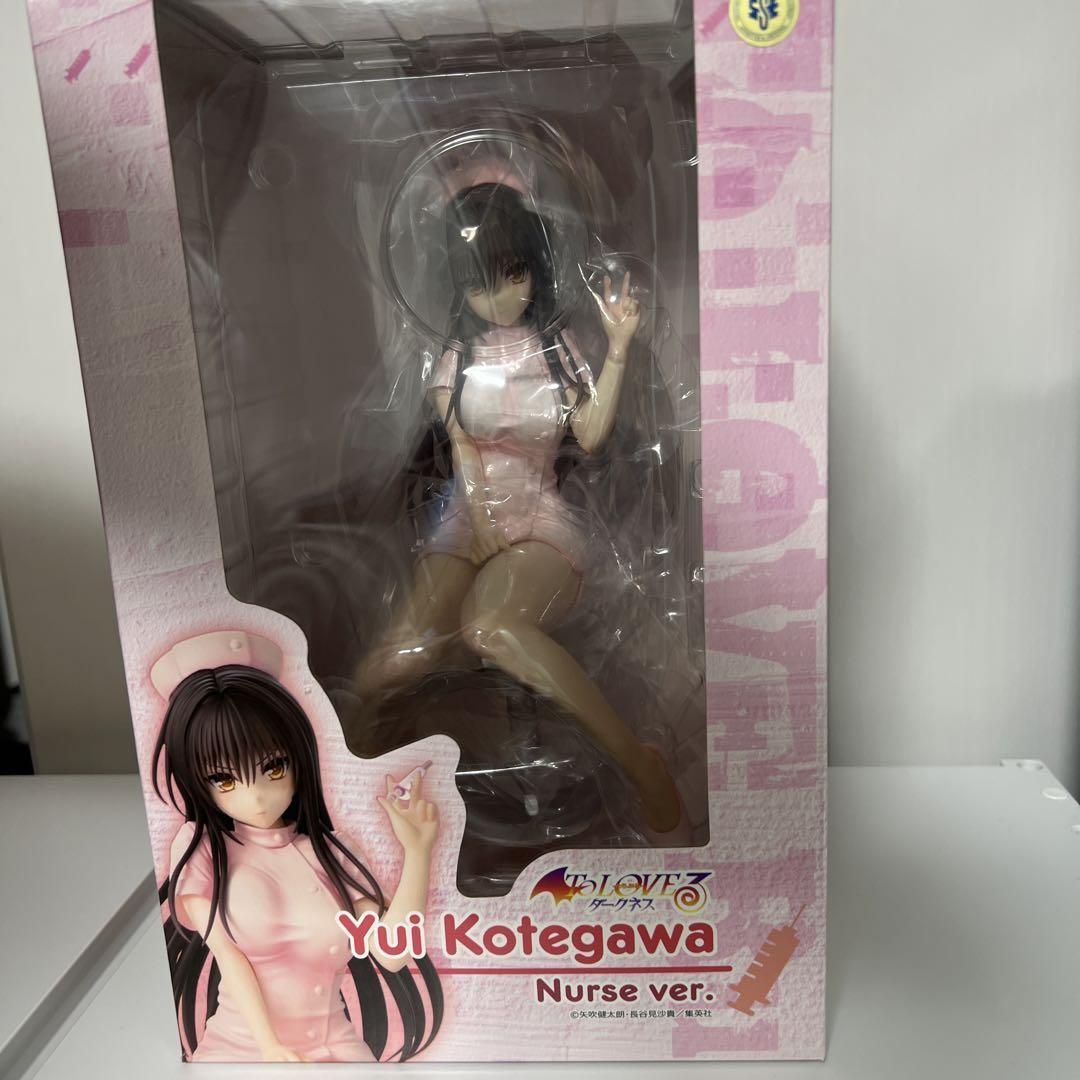 To LOVEる
ダークネス
Yui Kotegawa
Nurse ver.
©矢吹健太朗・長谷見沙貴/集英社